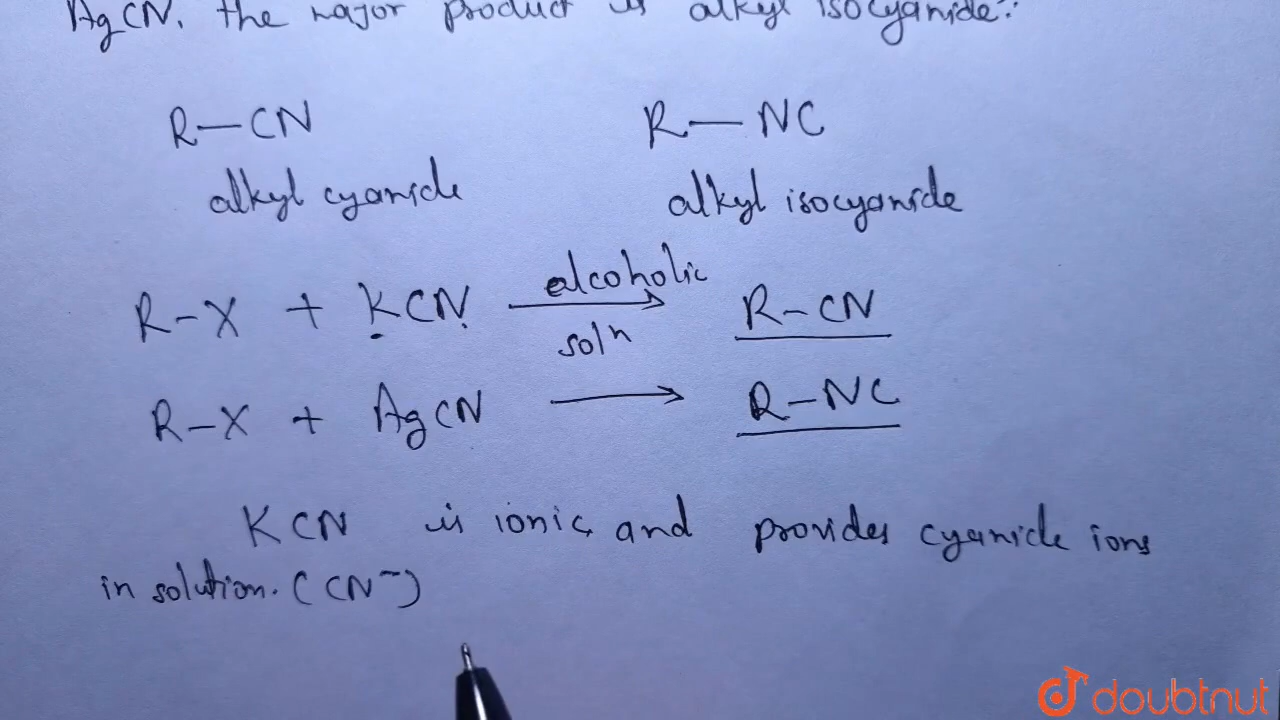 AgCN, the major product is alkyl isocyanide:
R—CN R—NC
alkyl cyanide alkyl isocyanide
R-X + KCN alcoholic soln → R-CN
R-X + AgCN → R-NC
KCN is ionic and provides cyanide ions
in solution. (CN⁻)
doubtnut